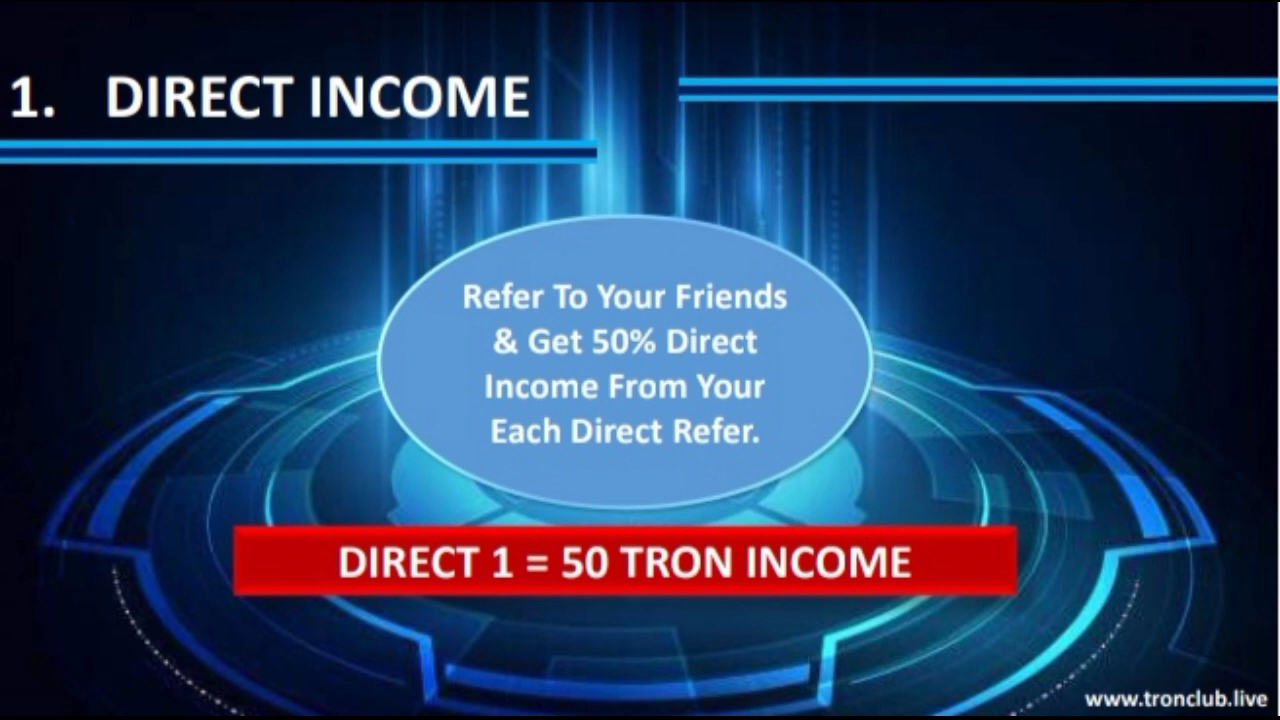 1. DIRECT INCOME
Refer To Your Friends
& Get 50% Direct
Income From Your
Each Direct Refer.
DIRECT 1 = 50 TRON INCOME
www.tronclub.live